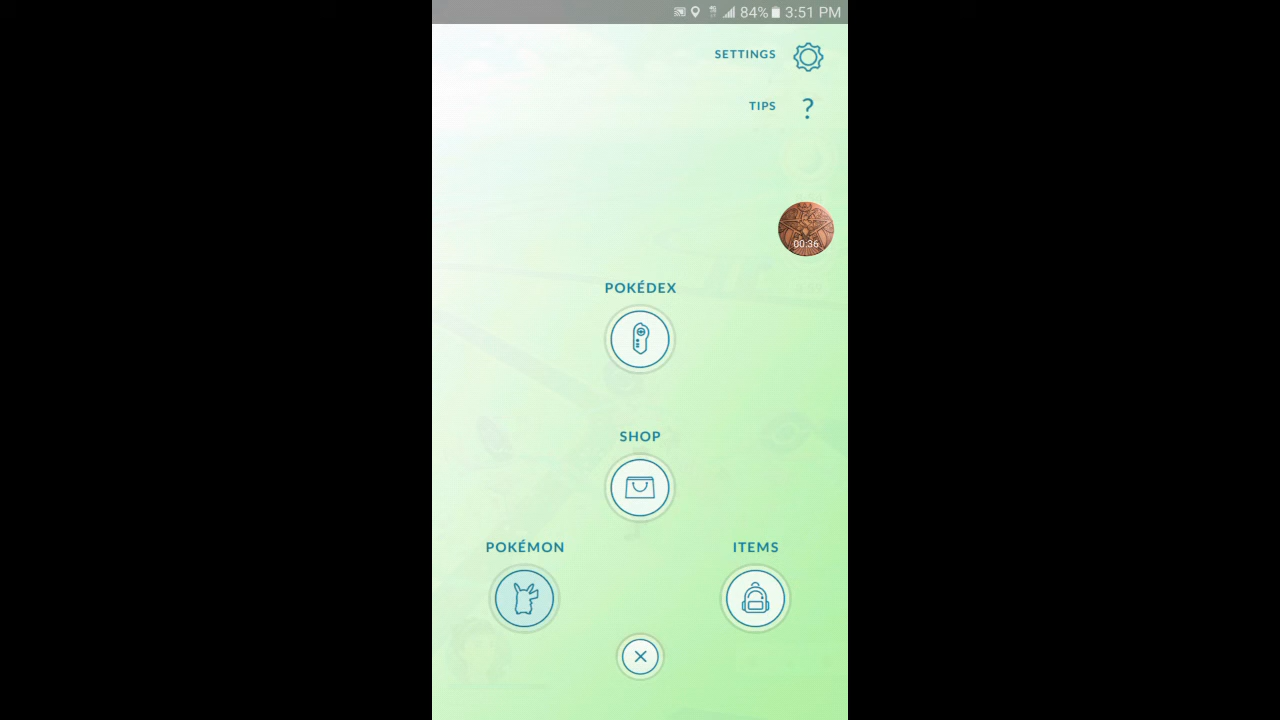 84% 3:51 PM
SETTINGS
TIPS ?
00:36
POKÉDEX
SHOP
POKÉMON
ITEMS